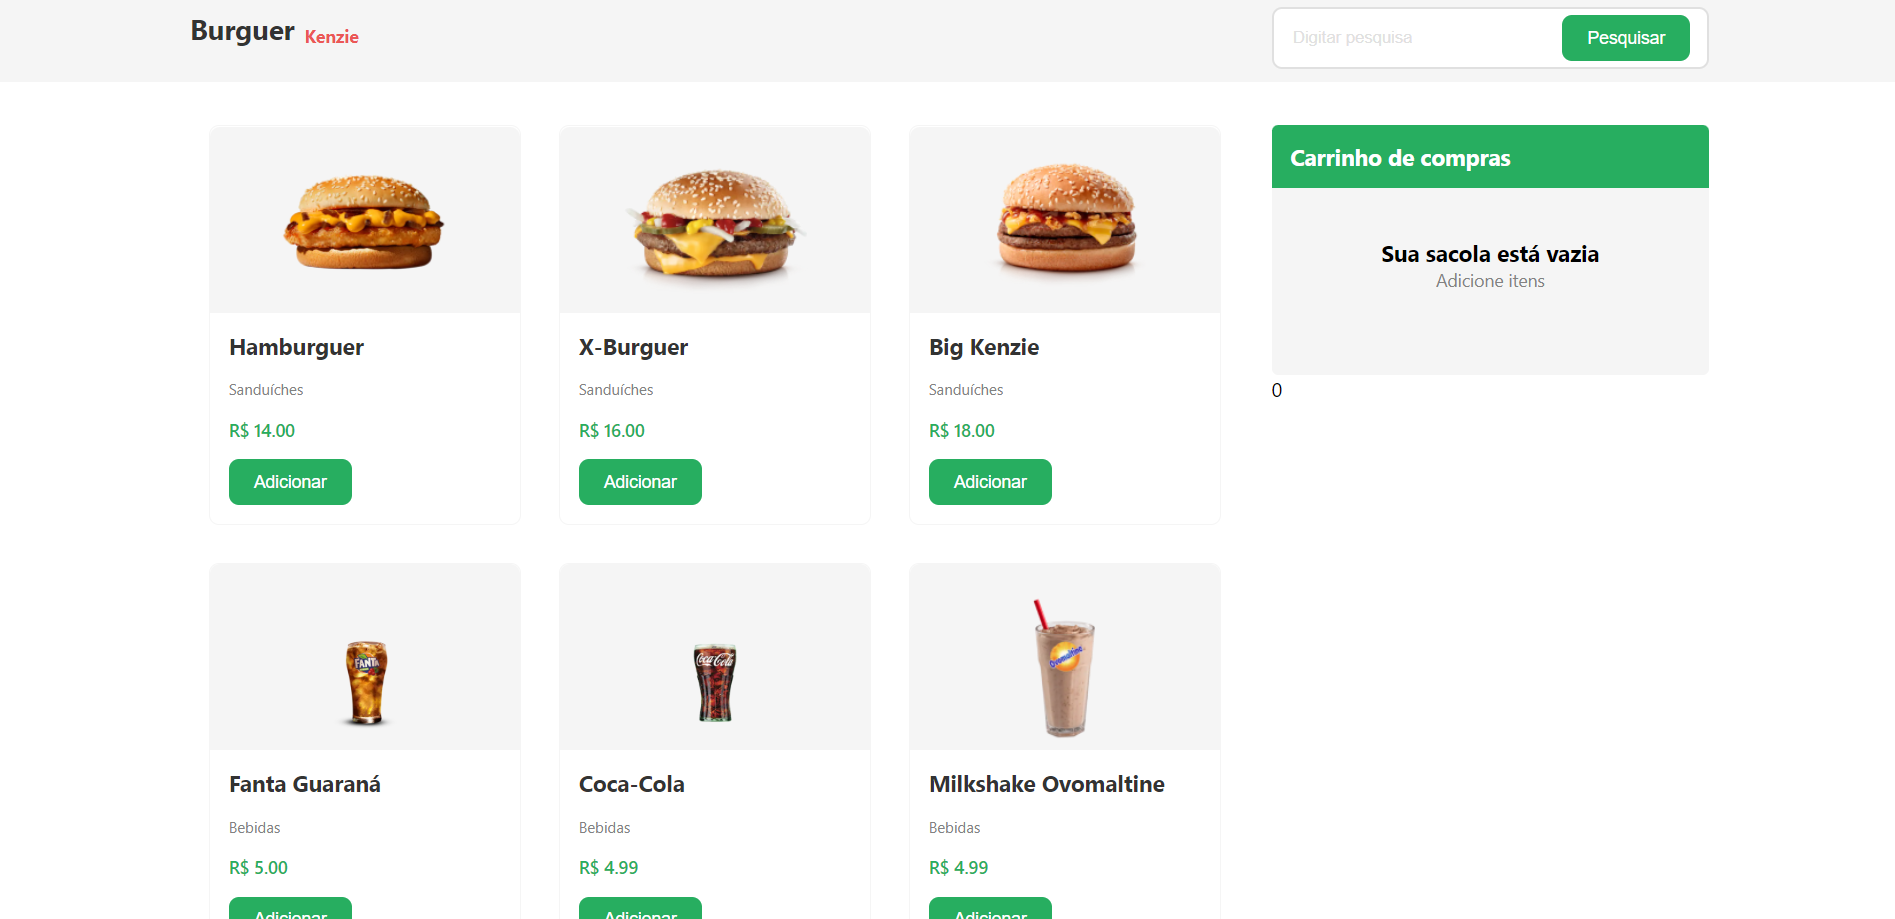 Burguer Kenzie
Digitar pesquisa
Pesquisar
Carrinho de compras
Sua sacola está vazia
Adicione itens
0
Hamburguer
Sanduíches
R$ 14.00
Adicionar
X-Burguer
Sanduíches
R$ 16.00
Adicionar
Big Kenzie
Sanduíches
R$ 18.00
Adicionar
FANTA
Fanta Guaraná
Bebidas
R$ 5.00
Adicionar
Coca-Cola
Coca-Cola
Bebidas
R$ 4.99
Adicionar
Ovomaltine
Milkshake Ovomaltine
Bebidas
R$ 4.99
Adicionar